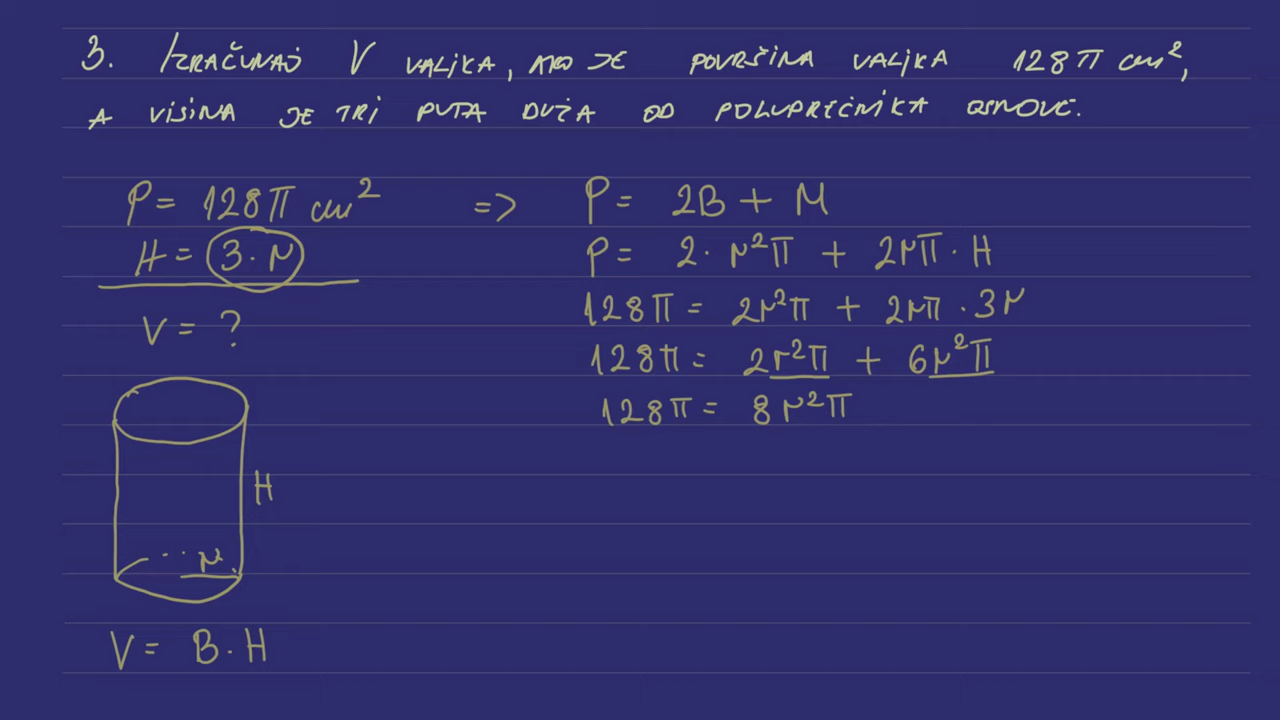 3. IZRAČUNAJ V VALJKA, AKO JE POVRŠINA VALJKA 128π cm²,
A VISINA JE TRI PUTA DUŽA OD POLUPREČNIKA OSNOVE.
P = 128π cm² => P = 2B + M
H = 3·r
P = 2·r²π + 2rπ·H
128π = 2r²π + 2rπ·3r
V = ?
128π = 2r²π + 6r²π
128π = 8r²π
H
r
V = B·H